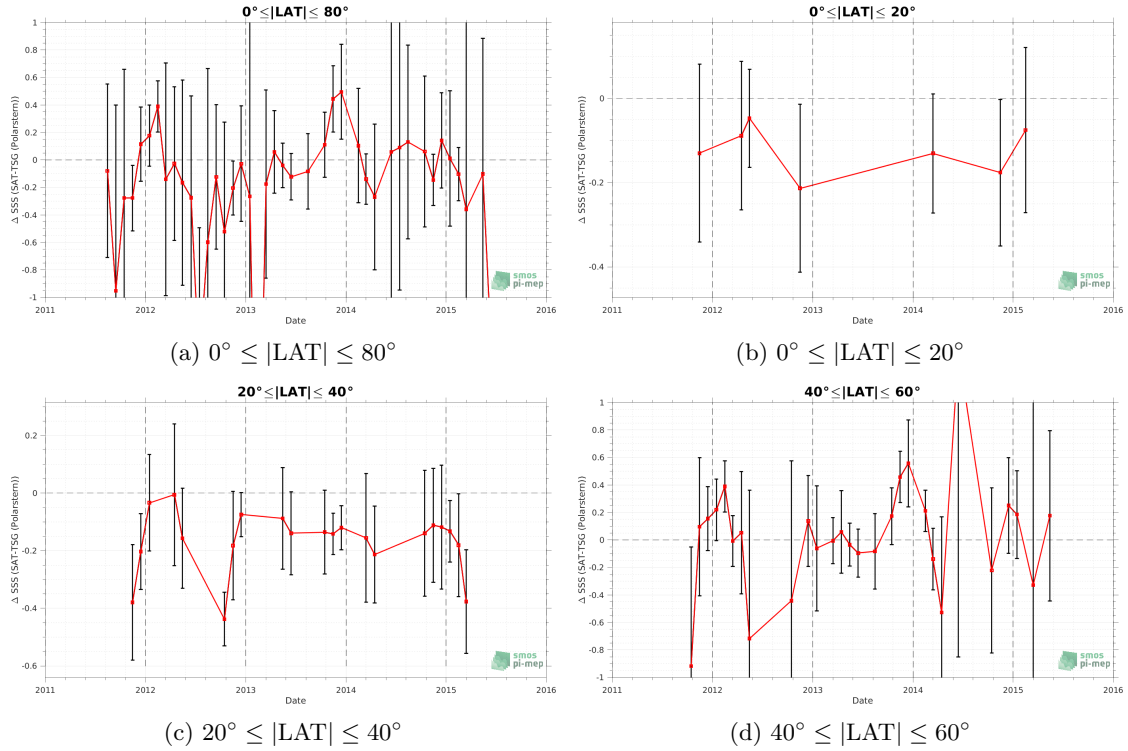 0°≤|LAT|≤ 80°
Δ SSS (SAT-TSG (Polarstern))
1
0.8
0.6
0.4
0.2
0
-0.2
-0.4
-0.6
-0.8
-1
2011 2012 2013 2014 2015 2016
Date
smos
pi-mep
(a) 0° ≤ |LAT| ≤ 80°
0°≤|LAT|≤ 20°
Δ SSS (SAT-TSG (Polarstern))
0
-0.2
-0.4
2011 2012 2013 2014 2015 2016
Date
smos
pi-mep
(b) 0° ≤ |LAT| ≤ 20°
20°≤|LAT|≤ 40°
Δ SSS (SAT-TSG (Polarstern))
0.2
0
-0.2
-0.4
-0.6
2011 2012 2013 2014 2015 2016
Date
smos
pi-mep
(c) 20° ≤ |LAT| ≤ 40°
40°≤|LAT|≤ 60°
Δ SSS (SAT-TSG (Polarstern))
1
0.8
0.6
0.4
0.2
0
-0.2
-0.4
-0.6
-0.8
-1
2011 2012 2013 2014 2015 2016
Date
smos
pi-mep
(d) 40° ≤ |LAT| ≤ 60°